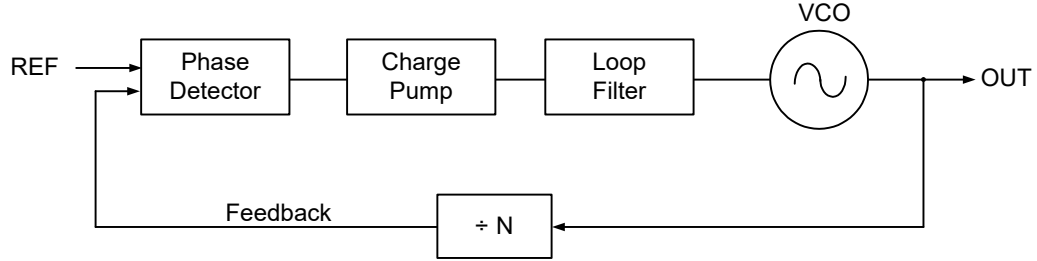 VCO
REF
Phase
Detector
Charge
Pump
Loop
Filter
OUT
Feedback
÷ N